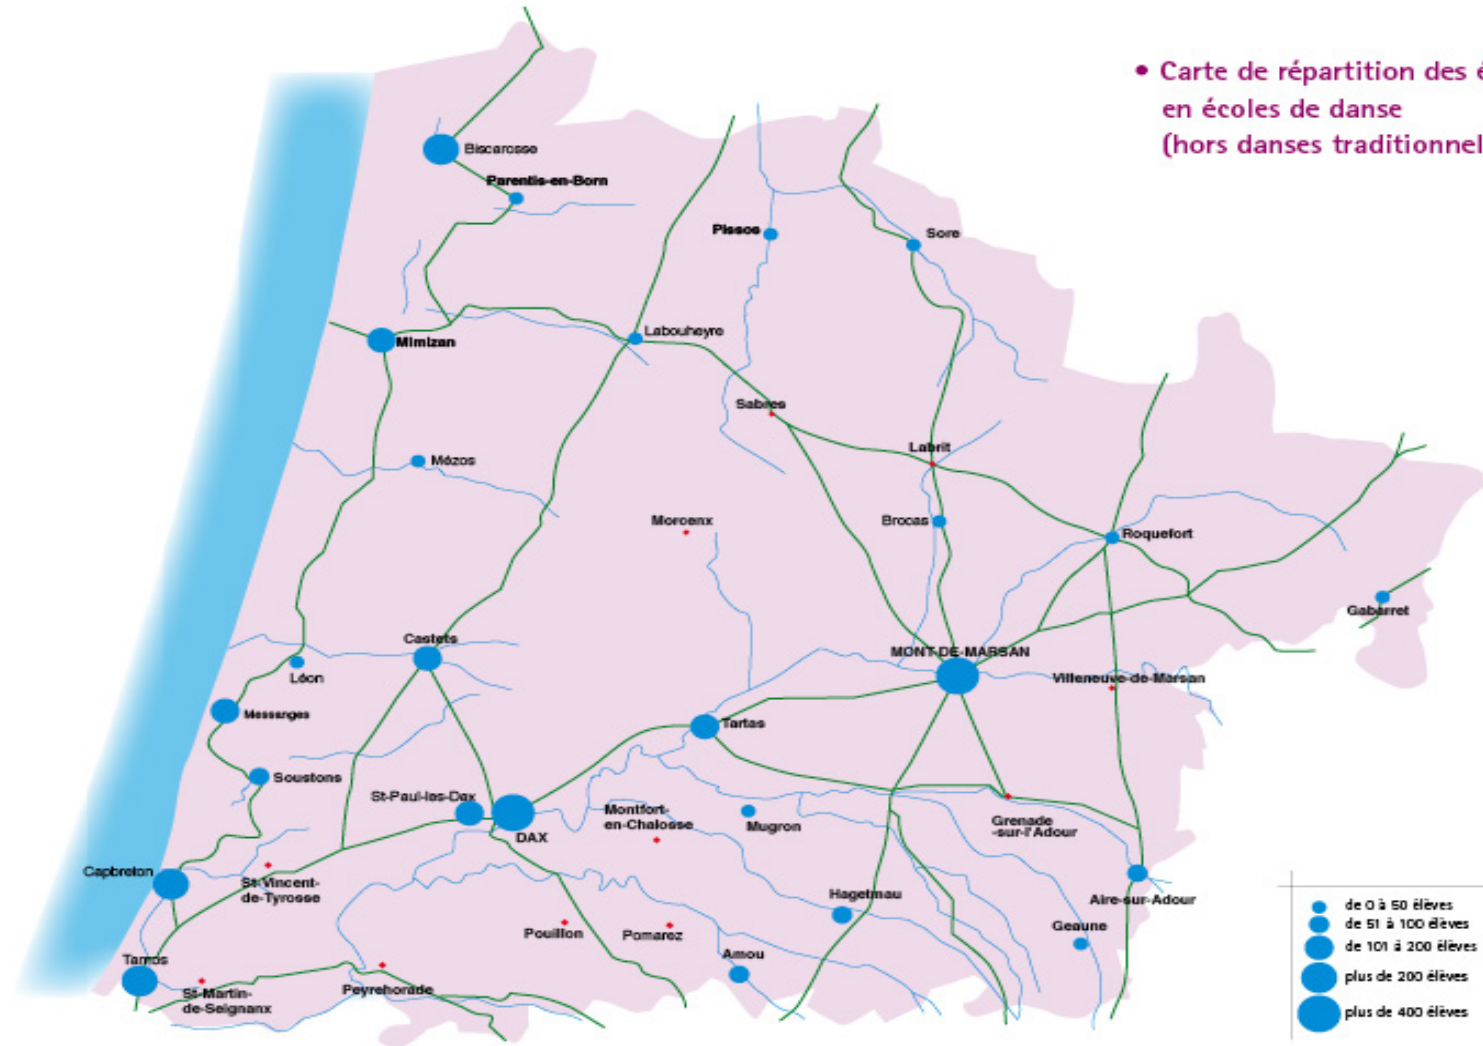 • Carte de répartition des é
en écoles de danse
(hors danses traditionnel
Biscarosse
Parentis-en-Born
Pissos
Sore
Mimizan
Labouheyre
Sabres
Labrit
Mézos
Morcenx
Brocas
Roquefort
Gabarret
Castets
MONT-DE-MARSAN
Léon
Villeneuve-de-Marsan
Messanges
Tartas
Soustons
St-Paul-les-Dax
DAX
Montfort-
en-Chalosse
Mugron
Grenade
-sur-l'Adour
Capbreton
St-Vincent-
de-Tyrosse
Hagetmau
Aire-sur-Adour
Pouillon
Pomarez
Geaune
Amou
Tarnos
St-Martin-
de-Seignanx
Peyrehorade
de 0 à 50 élèves
de 51 à 100 élèves
de 101 à 200 élèves
plus de 200 élèves
plus de 400 élèves